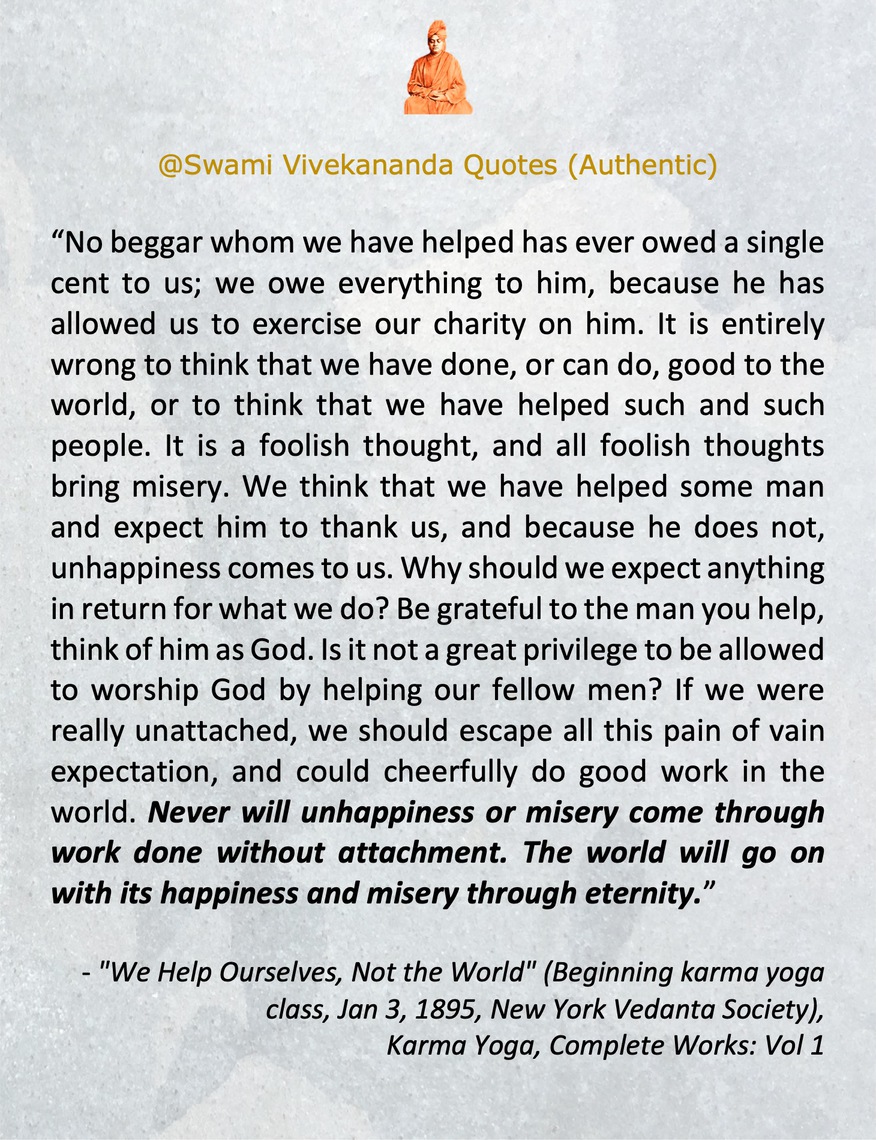 @Swami Vivekananda Quotes (Authentic)
“No beggar whom we have helped has ever owed a single
cent to us; we owe everything to him, because he has
allowed us to exercise our charity on him. It is entirely
wrong to think that we have done, or can do, good to the
world, or to think that we have helped such and such
people. It is a foolish thought, and all foolish thoughts
bring misery. We think that we have helped some man
and expect him to thank us, and because he does not,
unhappiness comes to us. Why should we expect anything
in return for what we do? Be grateful to the man you help,
think of him as God. Is it not a great privilege to be allowed
to worship God by helping our fellow men? If we were
really unattached, we should escape all this pain of vain
expectation, and could cheerfully do good work in the
world. Never will unhappiness or misery come through
work done without attachment. The world will go on
with its happiness and misery through eternity.”
- "We Help Ourselves, Not the World" (Beginning karma yoga
class, Jan 3, 1895, New York Vedanta Society),
Karma Yoga, Complete Works: Vol 1